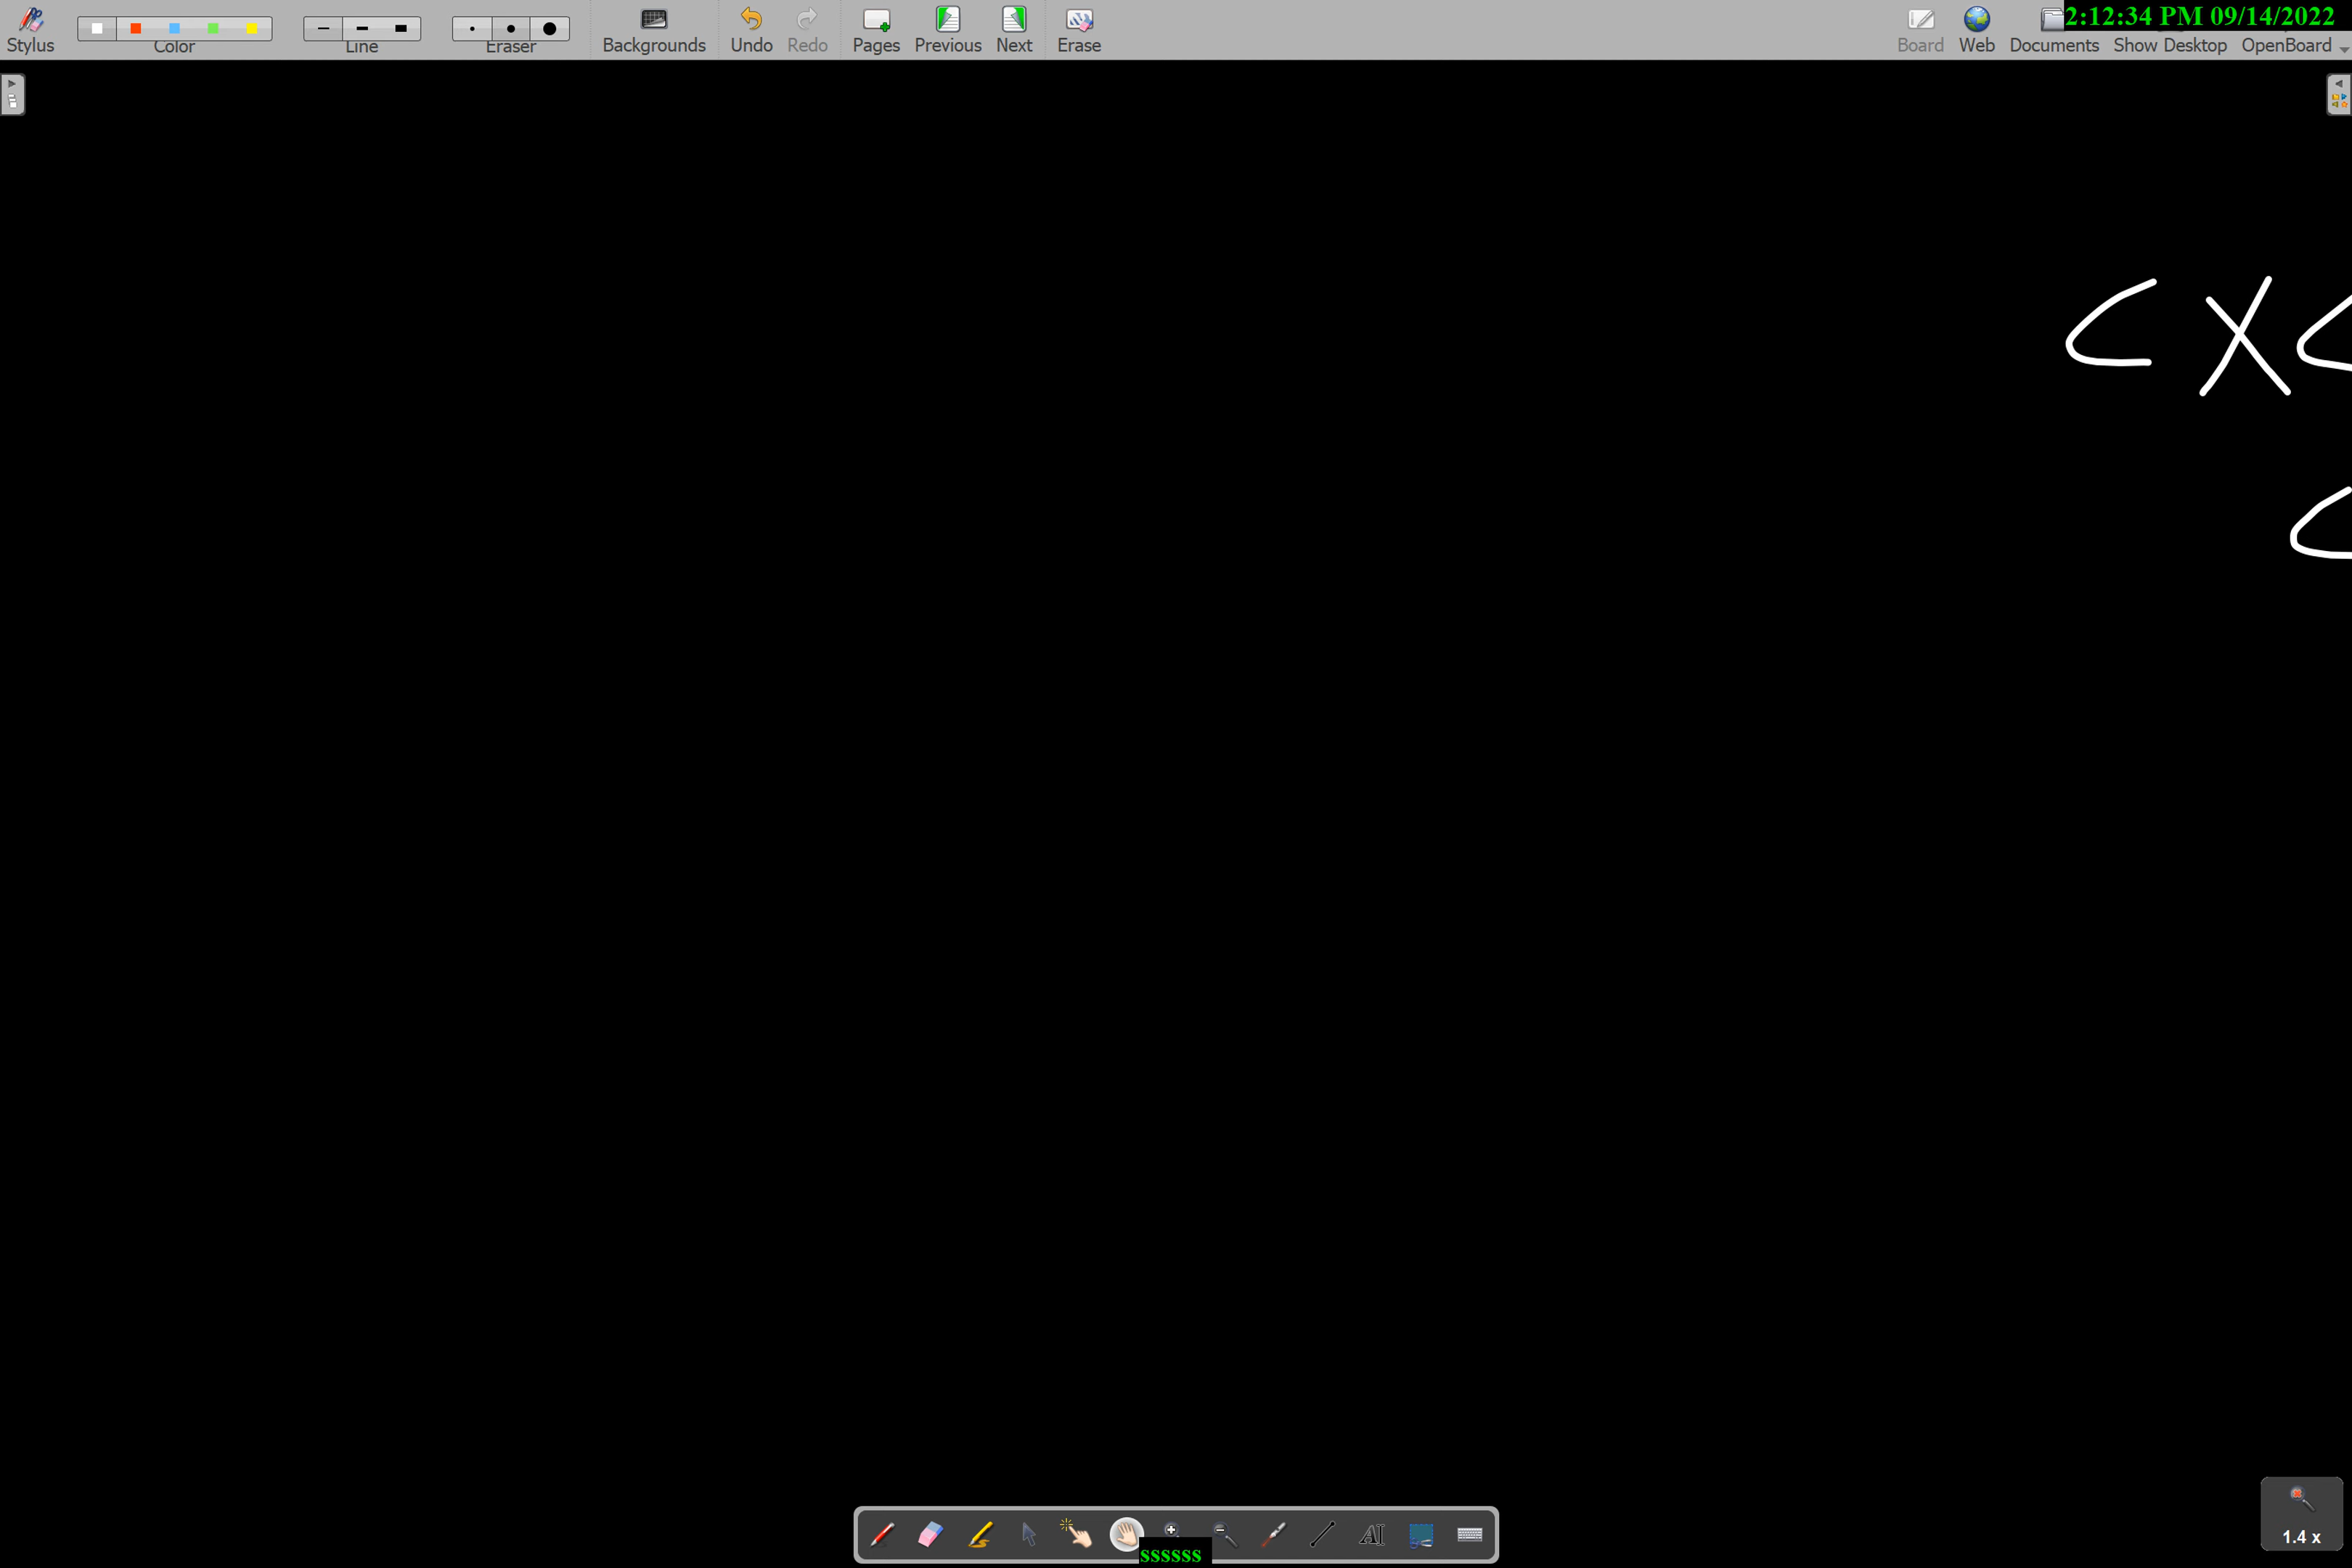 2:12:34 PM 09/14/2022
Stylus Color Line Eraser Backgrounds Undo Redo Pages Previous Next Erase Board Web Documents Show Desktop OpenBoard
C X C
C
AI
ssssss
1.4 x